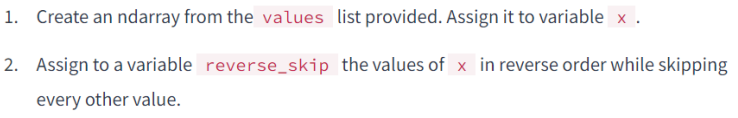 1. Create an ndarray from the values list provided. Assign it to variable x .
2. Assign to a variable reverse_skip the values of x in reverse order while skipping
every other value.